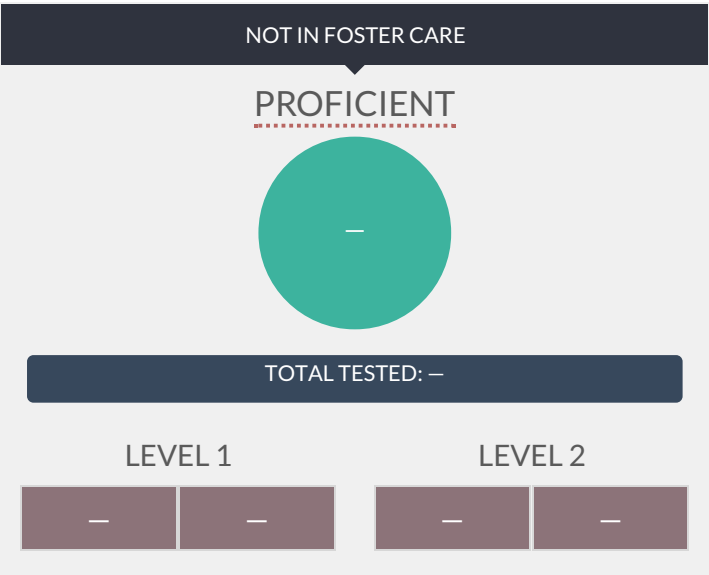 NOT IN FOSTER CARE
PROFICIENT
—
TOTAL TESTED: —
LEVEL 1 LEVEL 2
— — — —